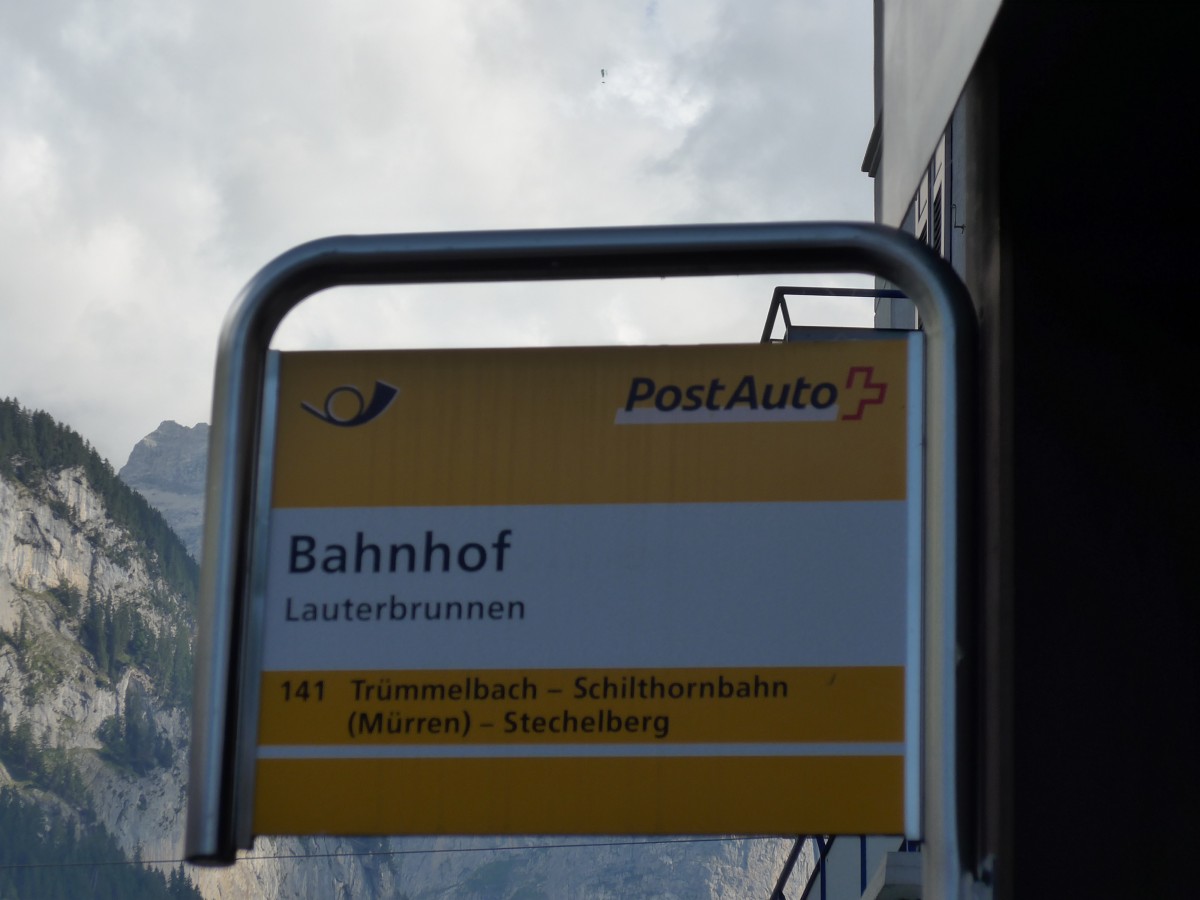 PostAuto
Bahnhof
Lauterbrunnen
141 Trümmelbach – Schilthornbahn
(Mürren) – Stechelberg